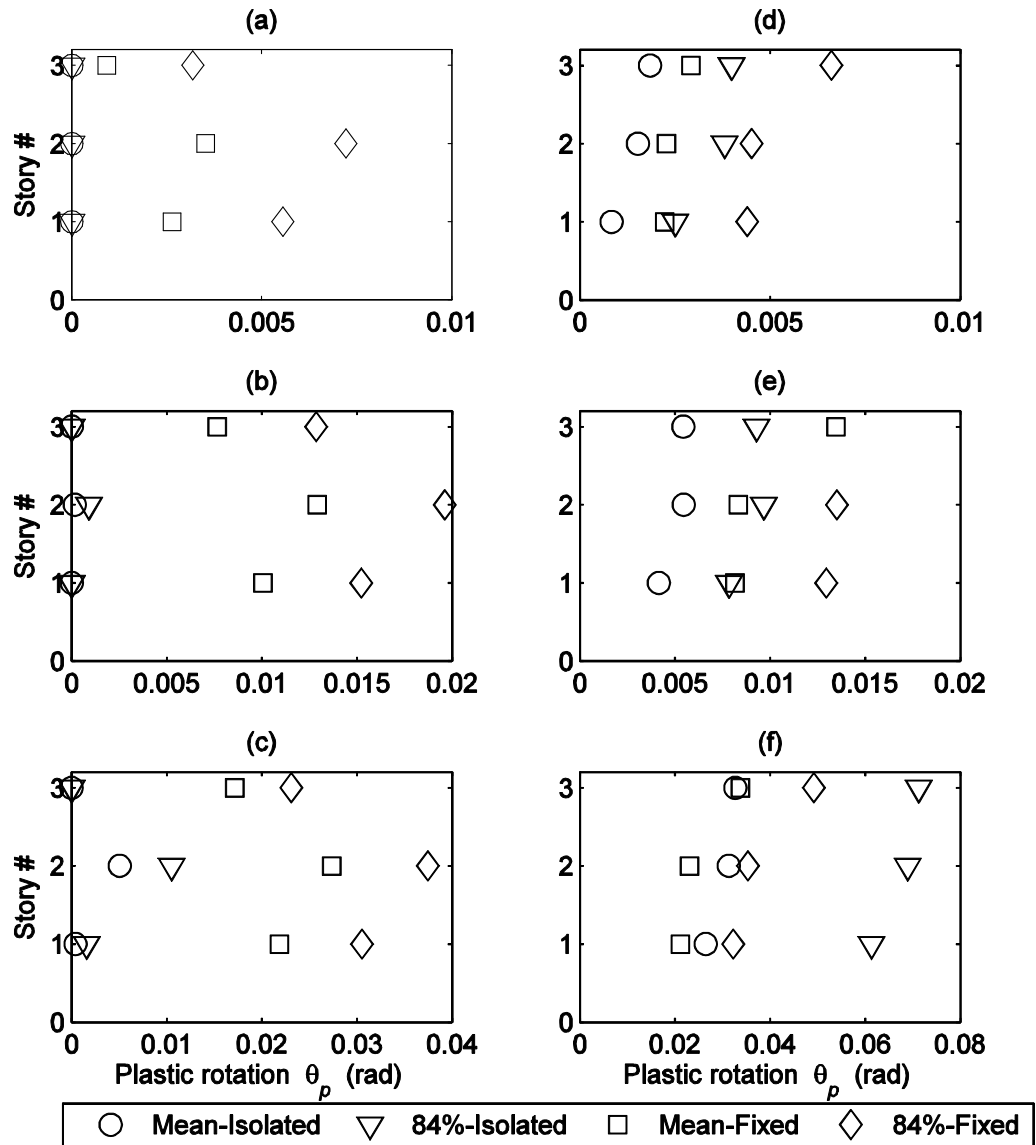 (a)
Story #
3
2
1
0
0 0.005 0.01
(d)
3
2
1
0
0 0.005 0.01
(b)
Story #
3
2
1
0
0 0.005 0.01 0.015 0.02
(e)
3
2
1
0
0 0.005 0.01 0.015 0.02
(c)
Story #
3
2
1
0
0 0.01 0.02 0.03 0.04
Plastic rotation θp (rad)
(f)
3
2
1
0
0 0.02 0.04 0.06 0.08
Plastic rotation θp (rad)
Mean-Isolated 84%-Isolated Mean-Fixed 84%-Fixed